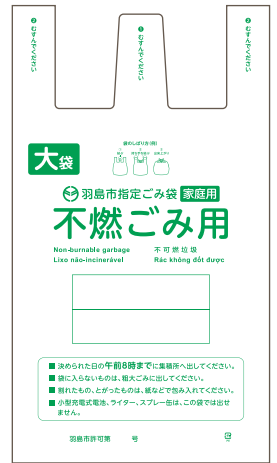 ❷むすんでください
❶むすんでください
❷むすんでください
大袋
袋のしばり方(例)
羽島市指定ごみ袋 家庭用
不燃ごみ用
Non-burnable garbage 不可燃垃圾
Lixo não-incinerável Rác không đốt được
■決められた日の午前8時までに集積所へ出してください。
■袋に入らないものは、粗大ごみに出してください。
■割れたもの、とがったものは、紙などで包み入れてください。
■小型充電式電池、ライター、スプレー缶は、この袋では出せ
ません。
羽島市許可第 号